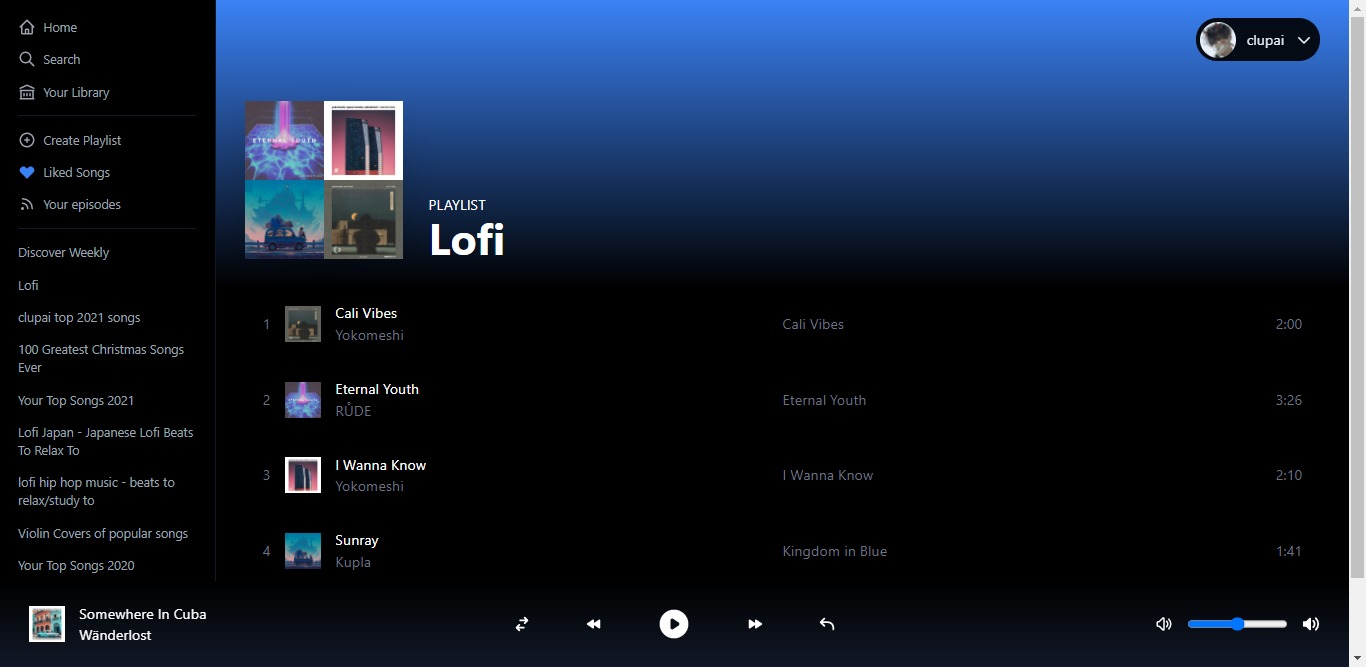 Home
Search
Your Library
Create Playlist
Liked Songs
Your episodes
Discover Weekly
Lofi
clupai top 2021 songs
100 Greatest Christmas Songs
Ever
Your Top Songs 2021
Lofi Japan - Japanese Lofi Beats
To Relax To
lofi hip hop music - beats to
relax/study to
Violin Covers of popular songs
Your Top Songs 2020
clupai
ETERNAL YOUTH
PLAYLIST
Lofi
1 Cali Vibes Cali Vibes 2:00
Yokomeshi
2 Eternal Youth Eternal Youth 3:26
RŮDE
3 I Wanna Know I Wanna Know 2:10
Yokomeshi
4 Sunray Kingdom in Blue 1:41
Kupla
Somewhere In Cuba
Wänderlost